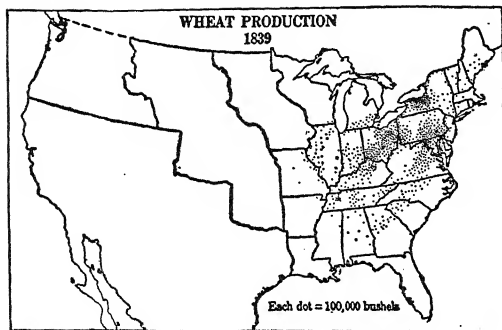 WHEAT PRODUCTION
1839
Each dot = 100,000 bushels